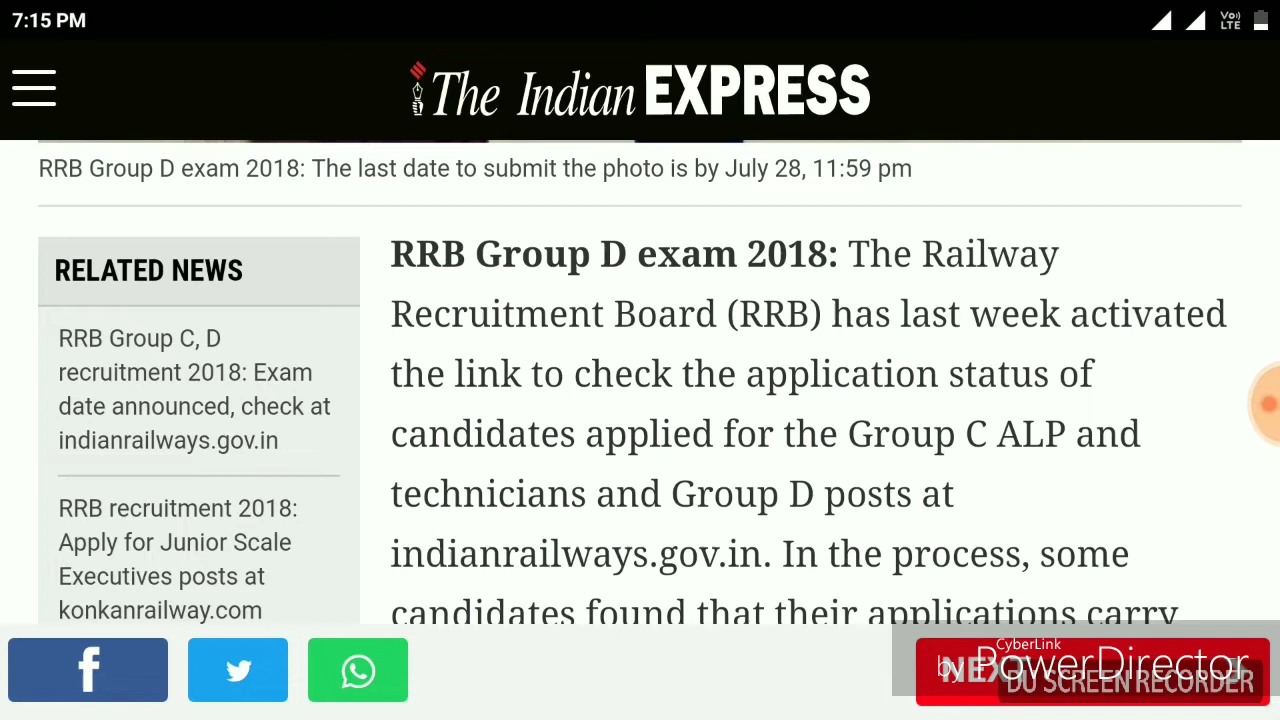 7:15 PM
Vo)) LTE
The Indian EXPRESS
RRB Group D exam 2018: The last date to submit the photo is by July 28, 11:59 pm
RELATED NEWS
RRB Group C, D
recruitment 2018: Exam
date announced, check at
indianrailways.gov.in
RRB recruitment 2018:
Apply for Junior Scale
Executives posts at
konkanrailway.com
RRB Group D exam 2018: The Railway
Recruitment Board (RRB) has last week activated
the link to check the application status of
candidates applied for the Group C ALP and
technicians and Group D posts at
indianrailways.gov.in. In the process, some
candidates found that their applications carry
NEXT
CyberLink
by PowerDirector
DU SCREEN RECORDER